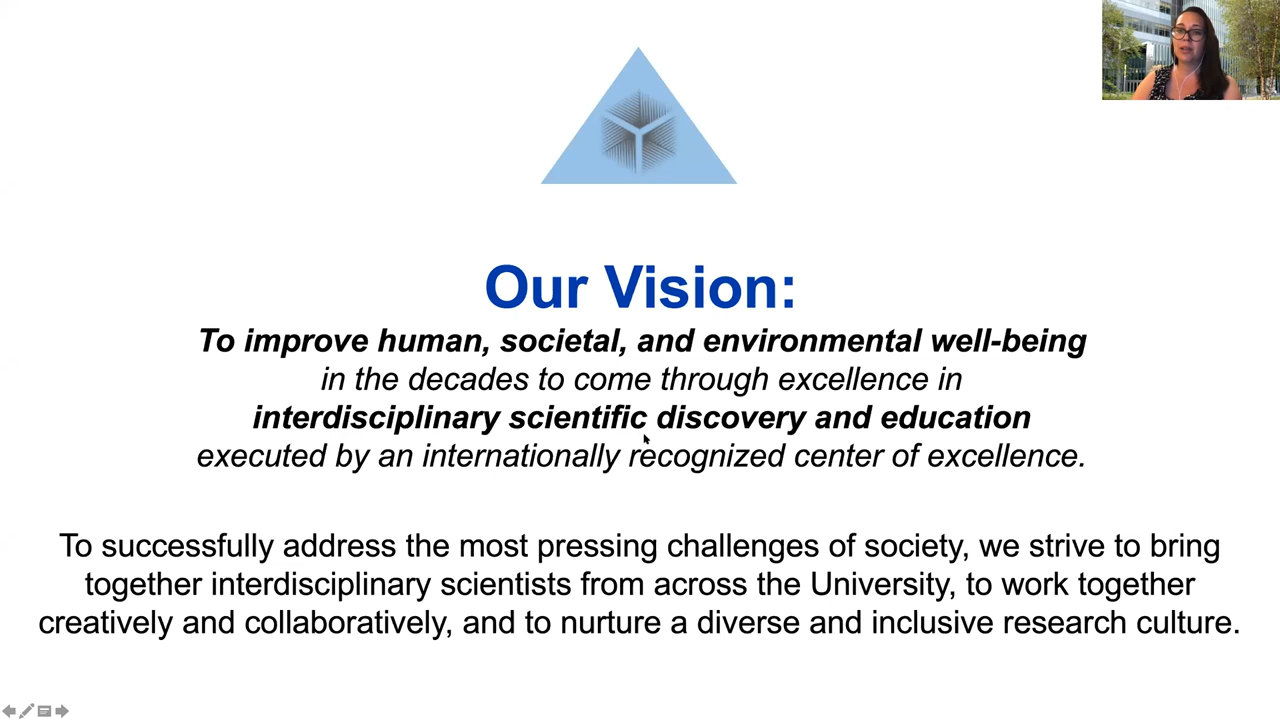 Our Vision:
To improve human, societal, and environmental well-being
in the decades to come through excellence in
interdisciplinary scientific discovery and education
executed by an internationally recognized center of excellence.
To successfully address the most pressing challenges of society, we strive to bring
together interdisciplinary scientists from across the University, to work together
creatively and collaboratively, and to nurture a diverse and inclusive research culture.